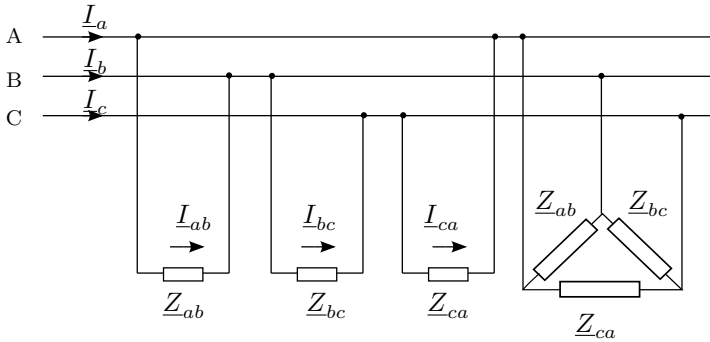 I_a
A
I_b
B
I_c
C
Z_ab Z_bc
I_ab I_bc I_ca
Z_ab Z_bc Z_ca
Z_ca